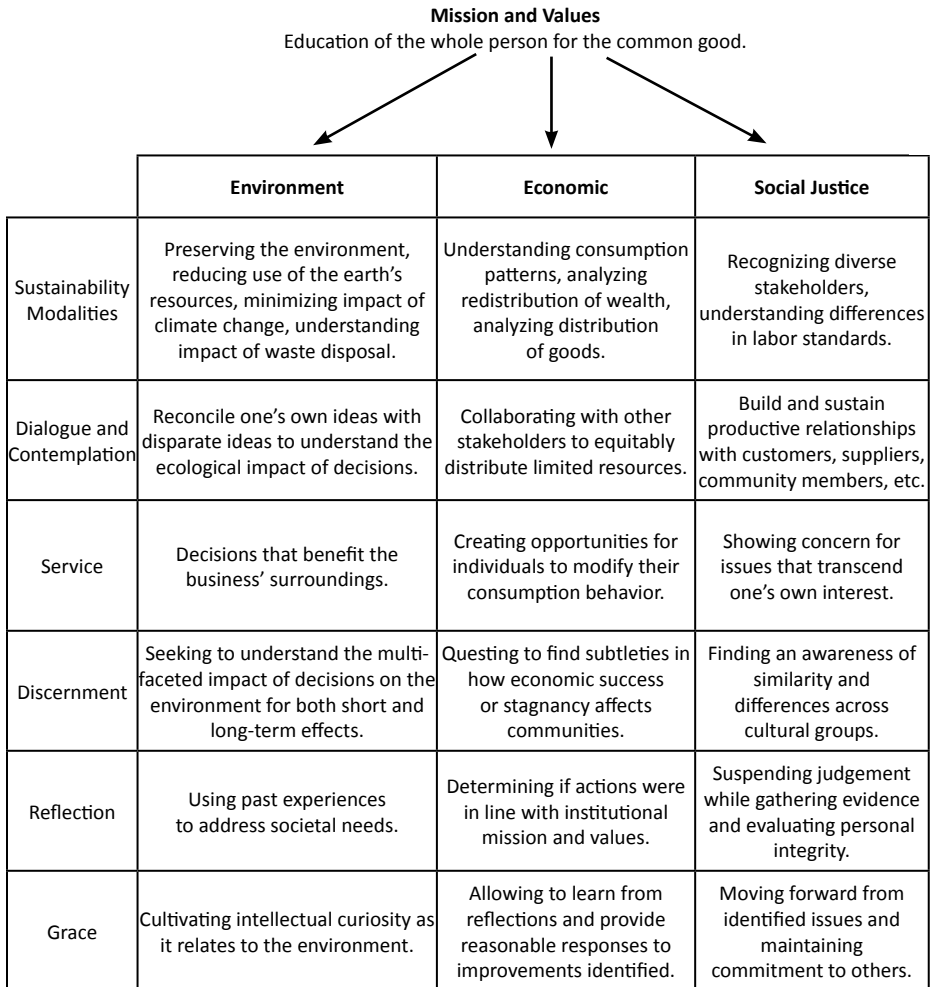 Mission and Values
Education of the whole person for the common good.
Environment
Economic
Social Justice
Sustainability
Modalities
Preserving the environment,
reducing use of the earth's
resources, minimizing impact of
climate change, understanding
impact of waste disposal.
Understanding consumption
patterns, analyzing
redistribution of wealth,
analyzing distribution
of goods.
Recognizing diverse
stakeholders,
understanding differences
in labor standards.
Dialogue and
Contemplation
Reconcile one's own ideas with
disparate ideas to understand the
ecological impact of decisions.
Collaborating with other
stakeholders to equitably
distribute limited resources.
Build and sustain
productive relationships
with customers, suppliers,
community members, etc.
Service
Decisions that benefit the
business' surroundings.
Creating opportunities for
individuals to modify their
consumption behavior.
Showing concern for
issues that transcend
one's own interest.
Discernment
Seeking to understand the multi-
faceted impact of decisions on the
environment for both short and
long-term effects.
Questing to find subtleties in
how economic success
or stagnancy affects
communities.
Finding an awareness of
similarity and
differences across
cultural groups.
Reflection
Using past experiences
to address societal needs.
Determining if actions were
in line with institutional
mission and values.
Suspending judgement
while gathering evidence
and evaluating personal
integrity.
Grace
Cultivating intellectual curiosity as
it relates to the environment.
Allowing to learn from
reflections and provide
reasonable responses to
improvements identified.
Moving forward from
identified issues and
maintaining
commitment to others.